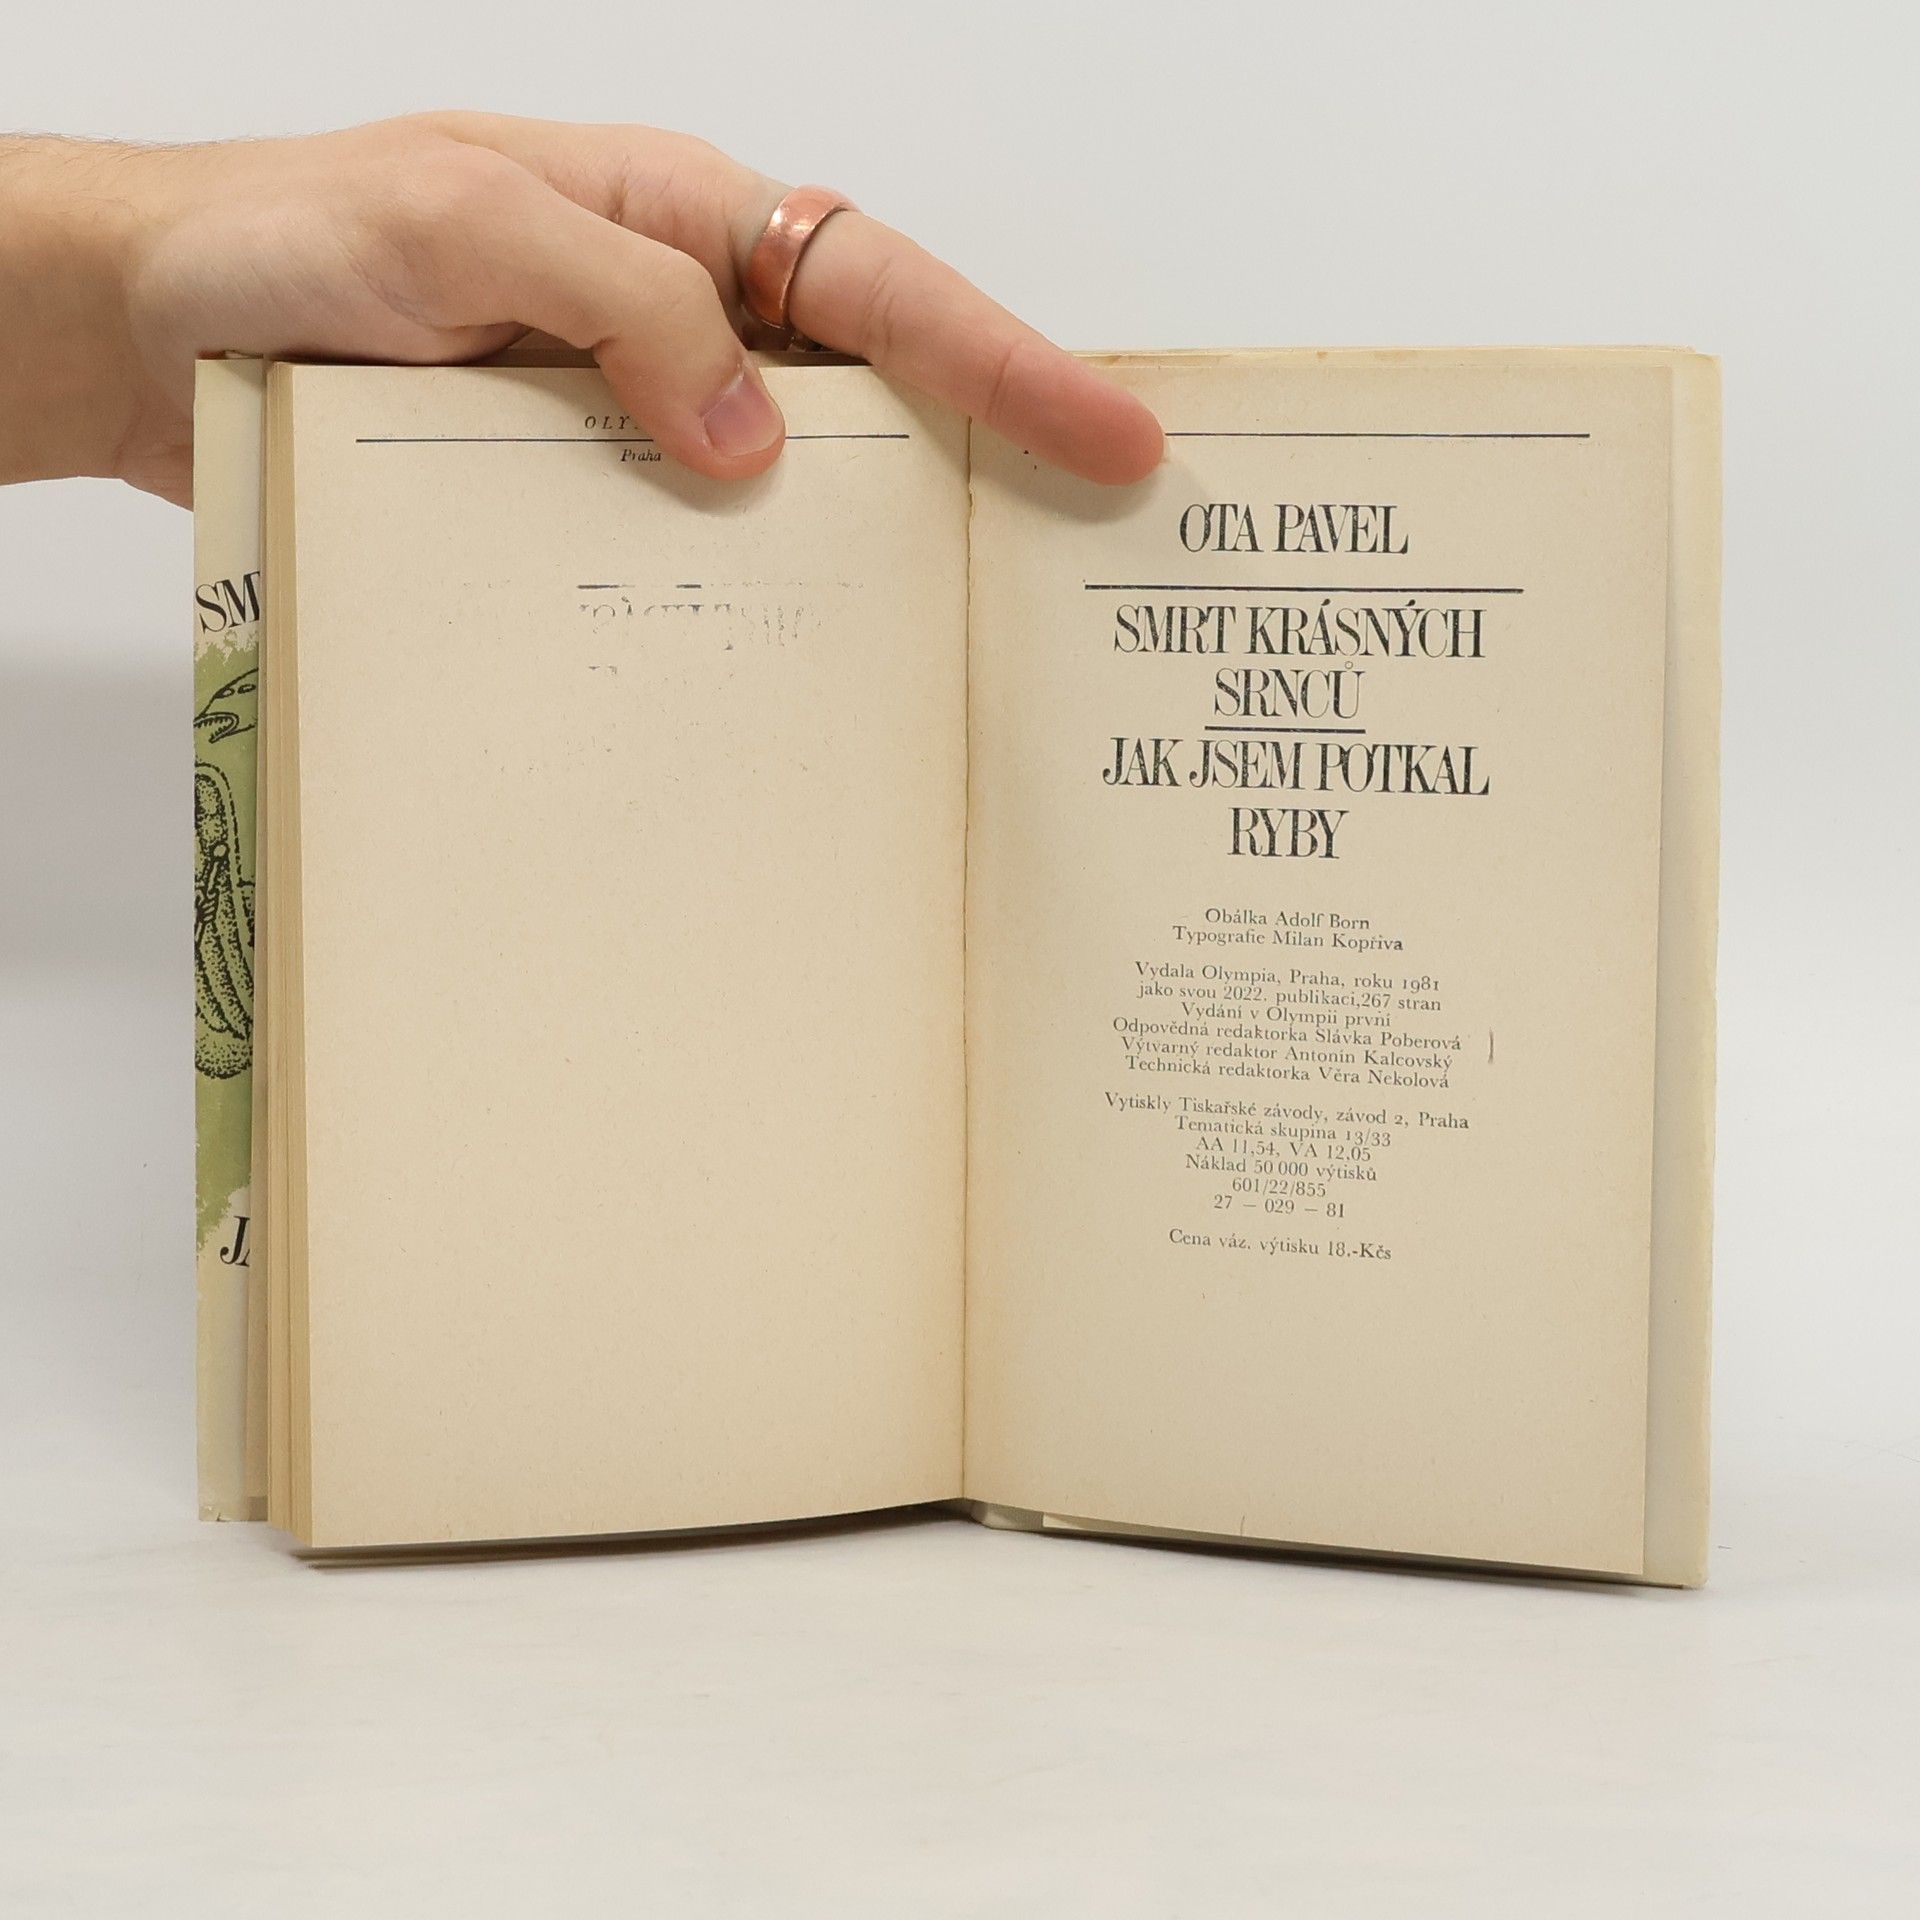 SM
Praha
OTA PAVEL
SMRT KRÁSNÝCH
SRNCŮ
JAK JSEM POTKAL
RYBY
Obálka Adolf Born
Typografie Milan Kopřiva
Vydala Olympia, Praha, roku 1981
jako svou 2022. publikaci,267 stran
Vydání v Olympii první
Odpovědná redaktorka Slávka Poberová
Výtvarný redaktor Antonín Kalcovský
Technická redaktorka Věra Nekolová
Vytiskly Tiskařské závody, závod 2, Praha
Tematická skupina 13/33
AA 11,54, VA 12,05
Náklad 50 000 výtisků
601/22/855
27 — 029 — 81
Cena váz. výtisku 18.-Kčs